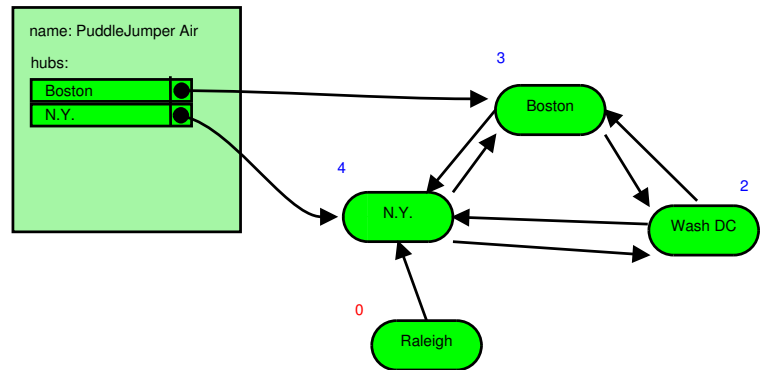 name: PuddleJumper Air
hubs:
Boston
N.Y.
3
Boston
4
N.Y.
2
Wash DC
0
Raleigh